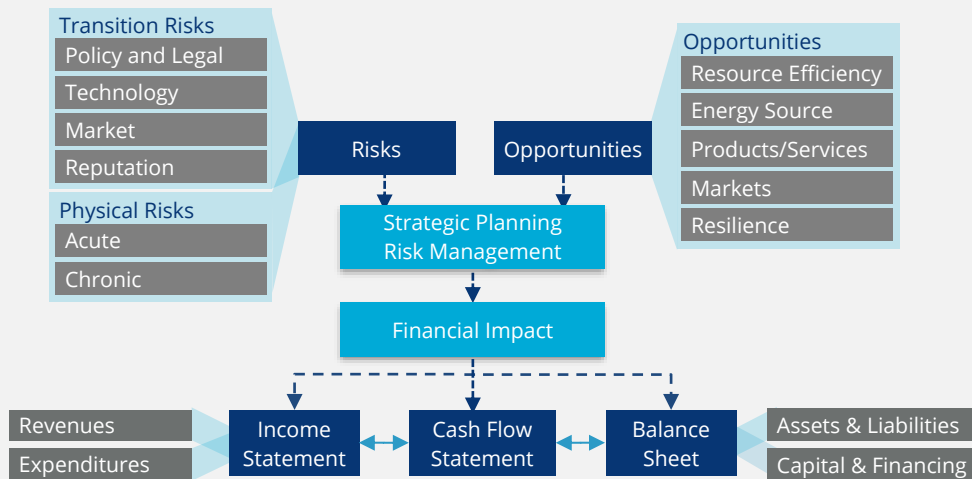 Transition Risks
Policy and Legal
Technology
Market
Reputation
Physical Risks
Acute
Chronic
Risks
Opportunities
Opportunities
Resource Efficiency
Energy Source
Products/Services
Markets
Resilience
Strategic Planning
Risk Management
Financial Impact
Revenues
Expenditures
Income
Statement
Cash Flow
Statement
Balance
Sheet
Assets & Liabilities
Capital & Financing